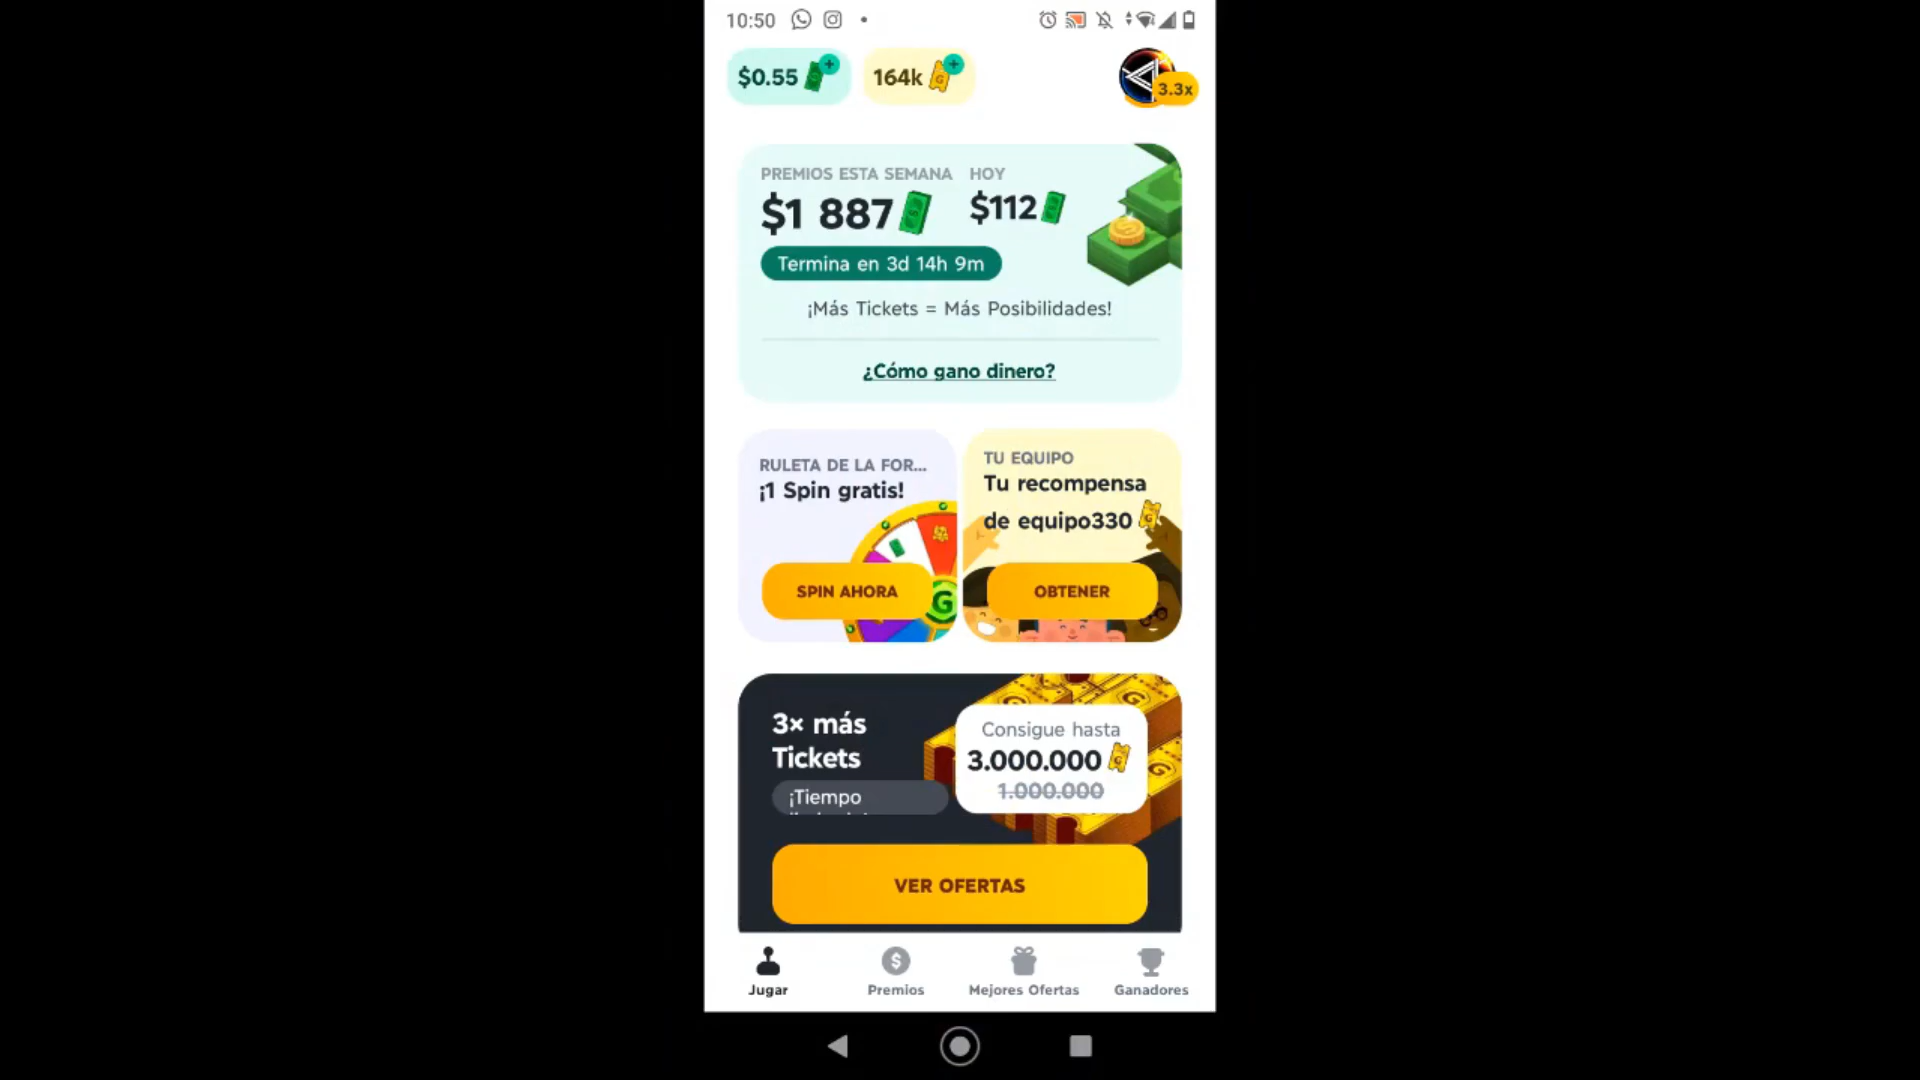 10:50
$0.55
164k
3.3x
PREMIOS ESTA SEMANA
$1 887
HOY
$112
Termina en 3d 14h 9m
¡Más Tickets = Más Posibilidades!
¿Cómo gano dinero?
RULETA DE LA FOR...
¡1 Spin gratis!
SPIN AHORA
TU EQUIPO
Tu recompensa
de equipo330
OBTENER
3× más
Tickets
¡Tiempo
Consigue hasta
3.000.000
1.000.000
VER OFERTAS
Jugar
Premios
Mejores Ofertas
Ganadores